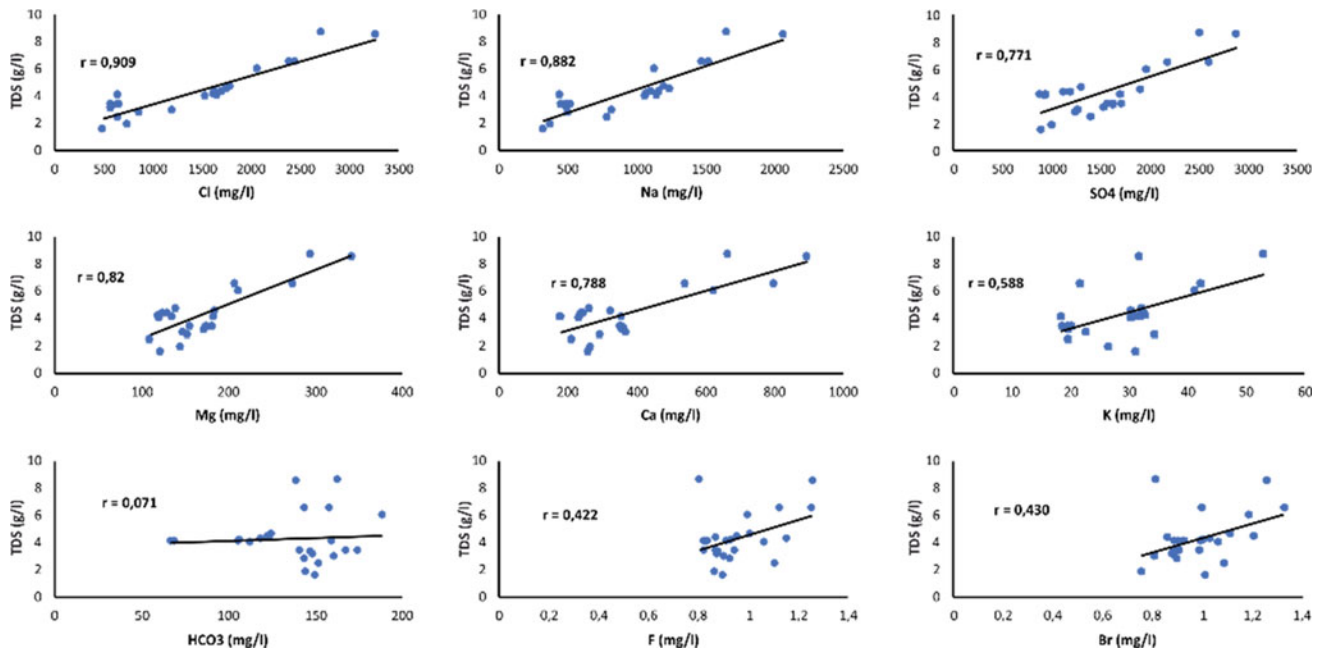 TDS (g/l)
10
8
6
4
2
0
r = 0,909
0 500 1000 1500 2000 2500 3000 3500
Cl (mg/l)
TDS (g/l)
10
8
6
4
2
0
r = 0,882
0 500 1000 1500 2000 2500
Na (mg/l)
TDS (g/l)
10
8
6
4
2
0
r = 0,771
0 500 1000 1500 2000 2500 3000 3500
SO4 (mg/l)
TDS (g/l)
10
8
6
4
2
0
r = 0,82
0 100 200 300 400
Mg (mg/l)
TDS (g/l)
10
8
6
4
2
0
r = 0,788
0 200 400 600 800 1000
Ca (mg/l)
TDS (g/l)
10
8
6
4
2
0
r = 0,588
0 10 20 30 40 50 60
K (mg/l)
TDS (g/l)
10
8
6
4
2
0
r = 0,071
0 50 100 150 200
HCO3 (mg/l)
TDS (g/l)
10
8
6
4
2
0
r = 0,422
0 0,2 0,4 0,6 0,8 1 1,2 1,4
F (mg/l)
TDS (g/l)
10
8
6
4
2
0
r = 0,430
0 0,2 0,4 0,6 0,8 1 1,2 1,4
Br (mg/l)